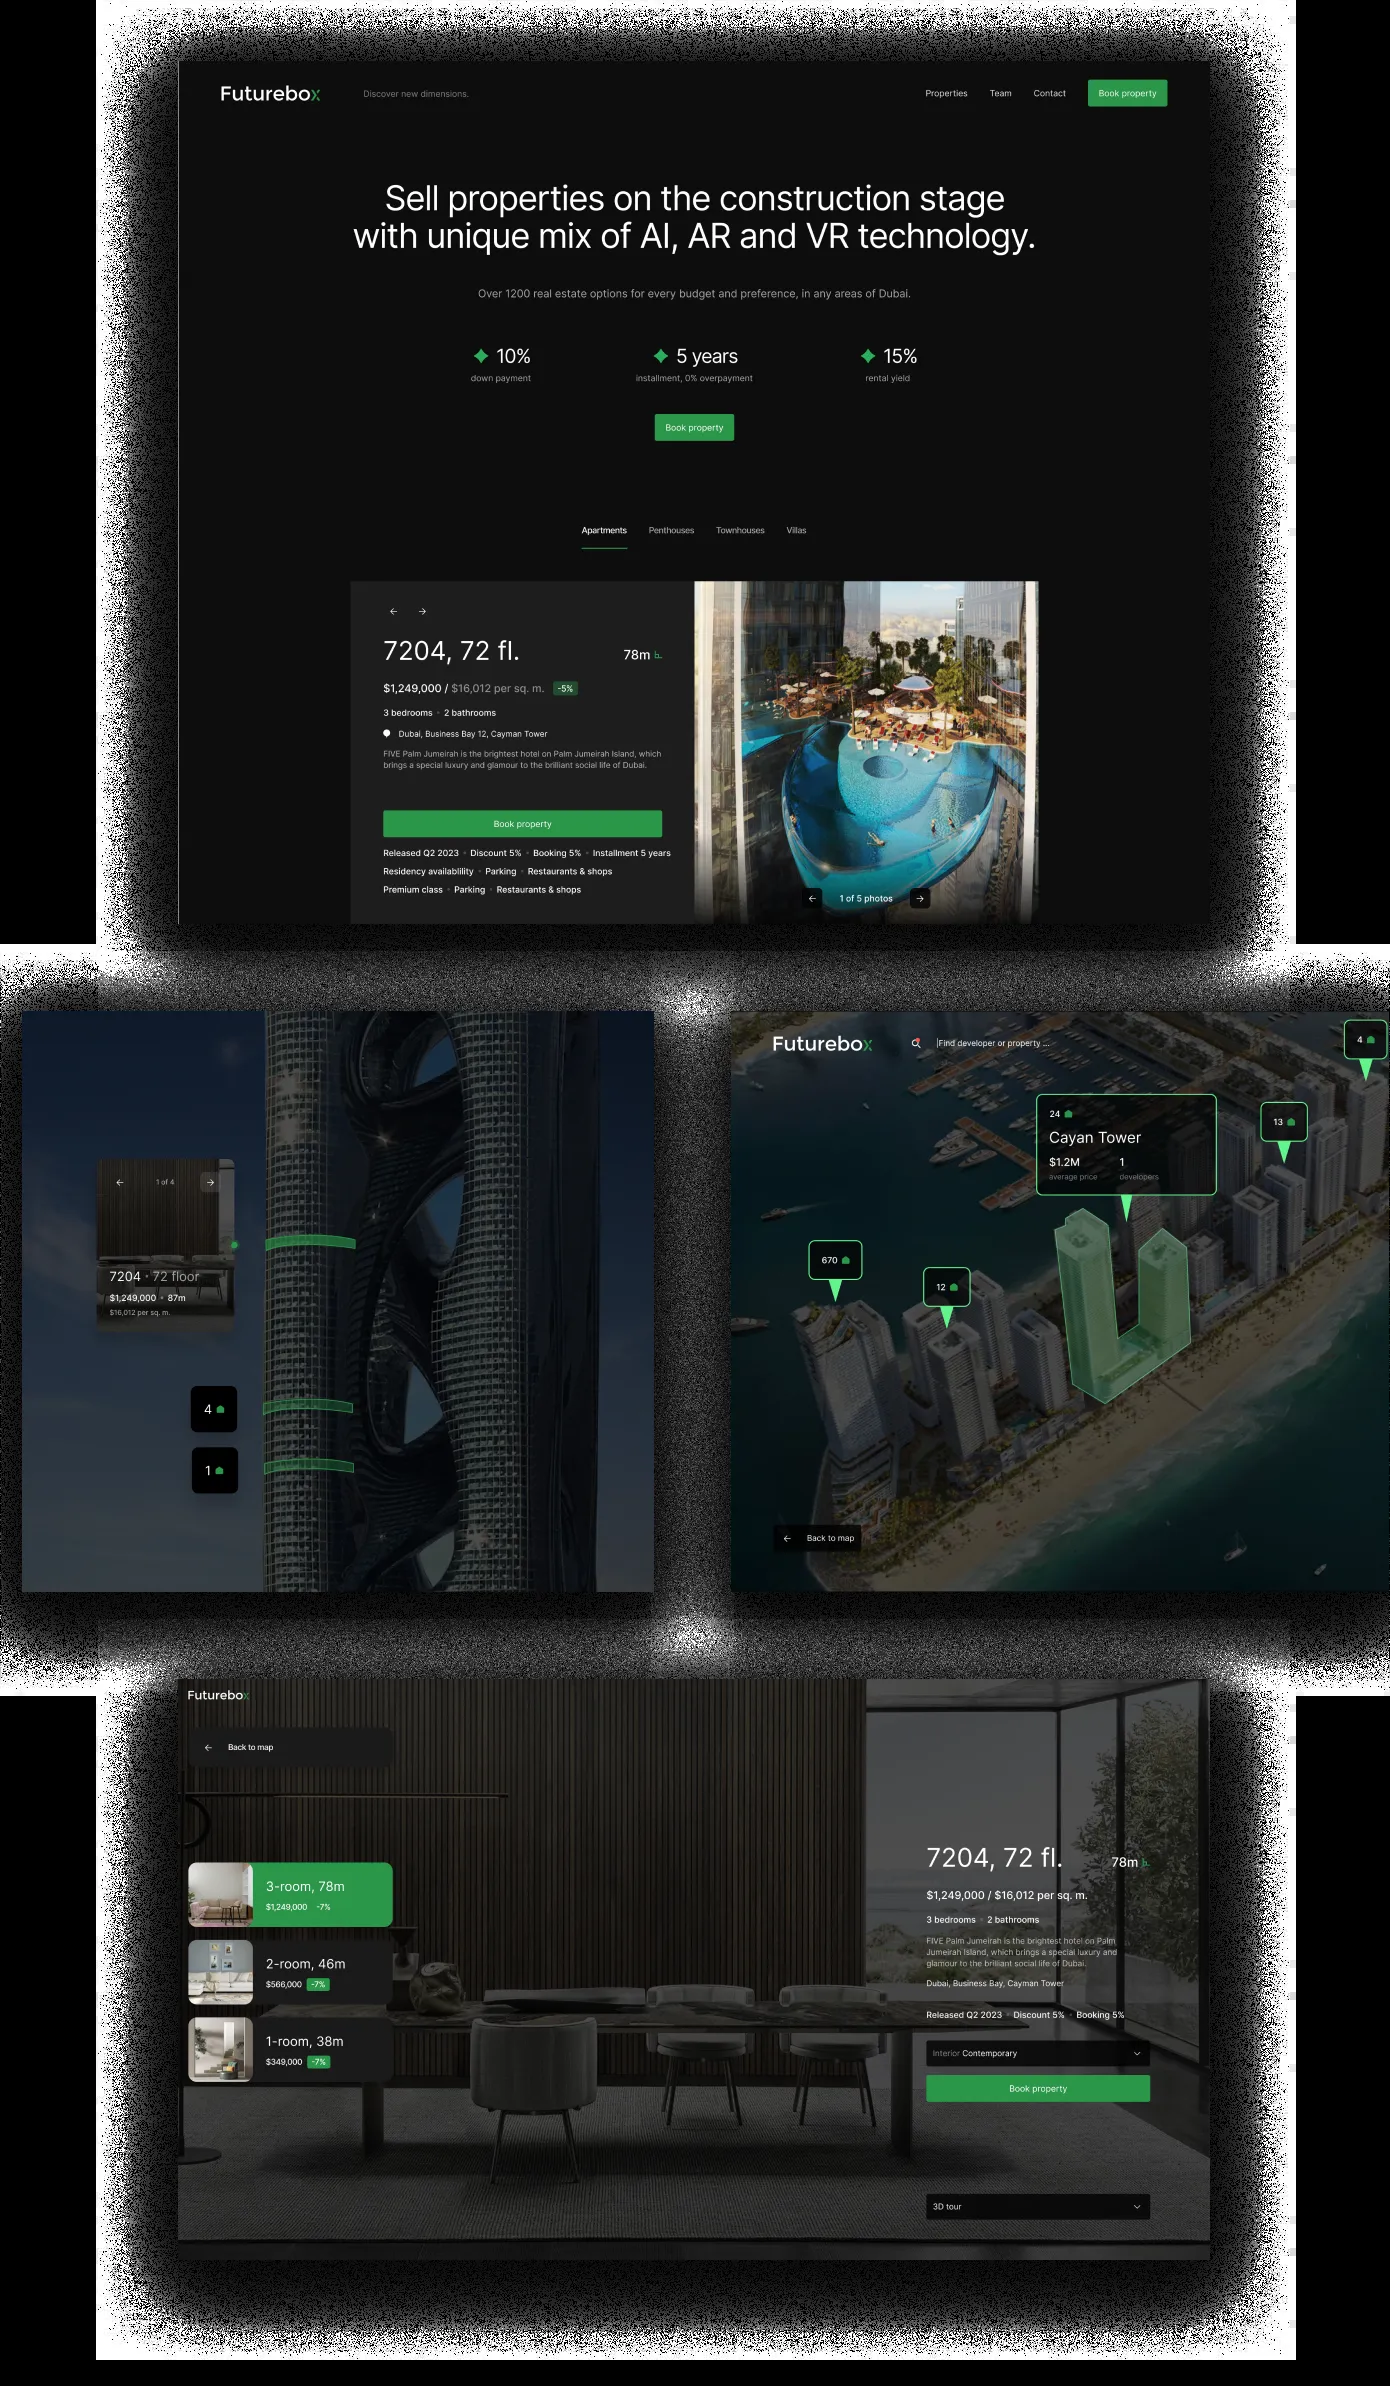 Futurebox
Discover new dimensions.
Properties
Team
Contact
Book property
Sell properties on the construction stage
with unique mix of AI, AR and VR technology.
Over 1200 real estate options for every budget and preference, in any areas of Dubai.
10%
down payment
5 years
installment, 0% overpayment
15%
rental yield
Book property
Apartments
Penthouses
Townhouses
Villas
7204, 72 fl.
78m
$1,249,000 / $16,012 per sq. m.
-5%
3 bedrooms • 2 bathrooms
Dubai, Business Bay 12, Cayman Tower
FIVE Palm Jumeirah is the brightest hotel on Palm Jumeirah Island, which
brings a special luxury and glamour to the brilliant social life of Dubai.
Book property
Released Q2 2023 • Discount 5% • Booking 5% • Installment 5 years
Residency availablility • Parking • Restaurants & shops
Premium class • Parking • Restaurants & shops
← 1 of 5 photos →
← 1 of 4 →
7204 • 72 floor
$1,249,000 • 87m
$16,012 per sq. m.
4
1
Futurebox
Find developer or property ...
4
24
Cayan Tower
$1.2M
average price
1
developers
13
670
12
← Back to map
Futurebox
← Back to map
3-room, 78m
$1,249,000 -7%
2-room, 46m
$566,000 -7%
1-room, 38m
$349,000 -7%
7204, 72 fl.
78m
$1,249,000 / $16,012 per sq. m.
3 bedrooms • 2 bathrooms
FIVE Palm Jumeirah is the brightest hotel on Palm
Jumeirah Island, which brings a special luxury and
glamour to the brilliant social life of Dubai.
Dubai, Business Bay, Cayman Tower
Released Q2 2023 • Discount 5% • Booking 5%
Interior Contemporary
Book property
3D tour